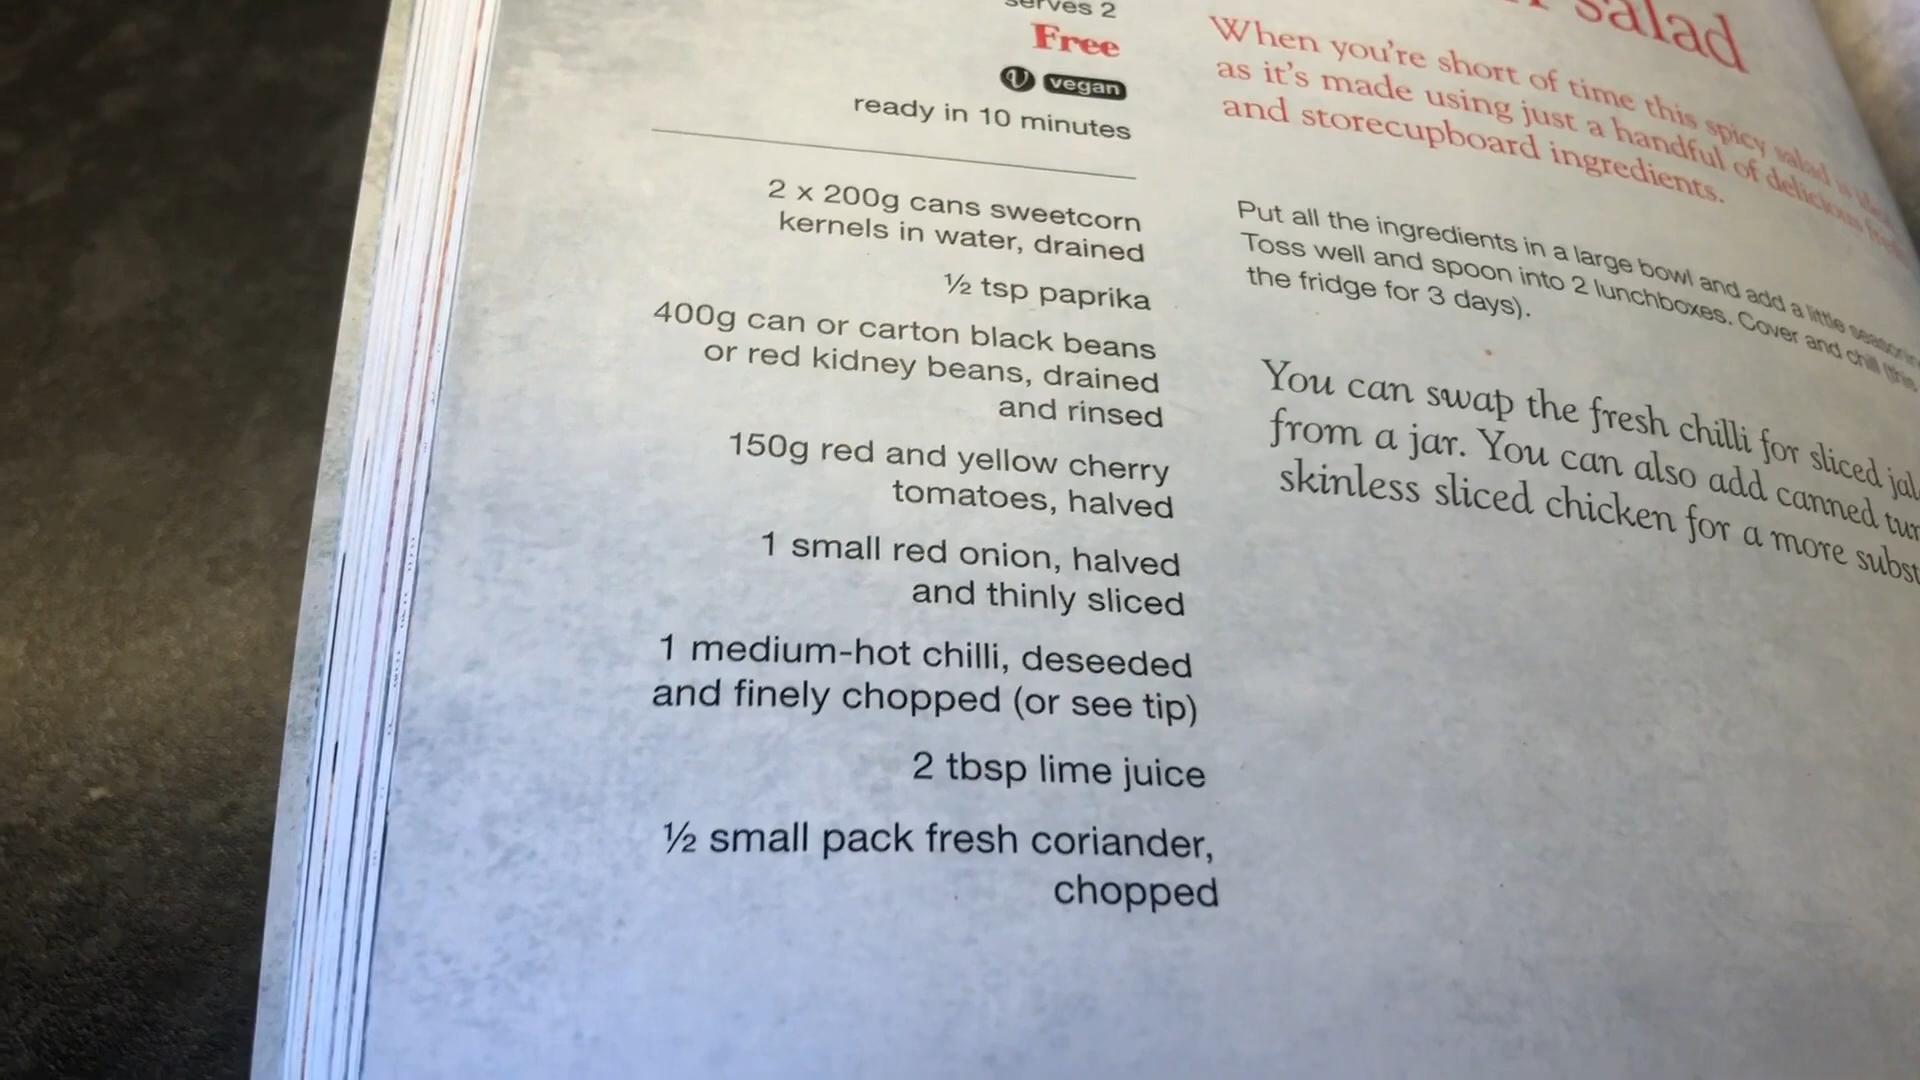 serves 2
Free
V vegan
ready in 10 minutes
2 x 200g cans sweetcorn
kernels in water, drained
½ tsp paprika
400g can or carton black beans
or red kidney beans, drained
and rinsed
150g red and yellow cherry
tomatoes, halved
1 small red onion, halved
and thinly sliced
1 medium-hot chilli, deseeded
and finely chopped (or see tip)
2 tbsp lime juice
½ small pack fresh coriander,
chopped
salad
When you're short of time this spicy salad is
as it's made using just a handful of delicious
and storecupboard ingredients.
Put all the ingredients in a large bowl and add a little
Toss well and spoon into 2 lunchboxes. Cover and chill (this
the fridge for 3 days).
You can swap the fresh chilli for sliced
from a jar. You can also add canned
skinless sliced chicken for a more